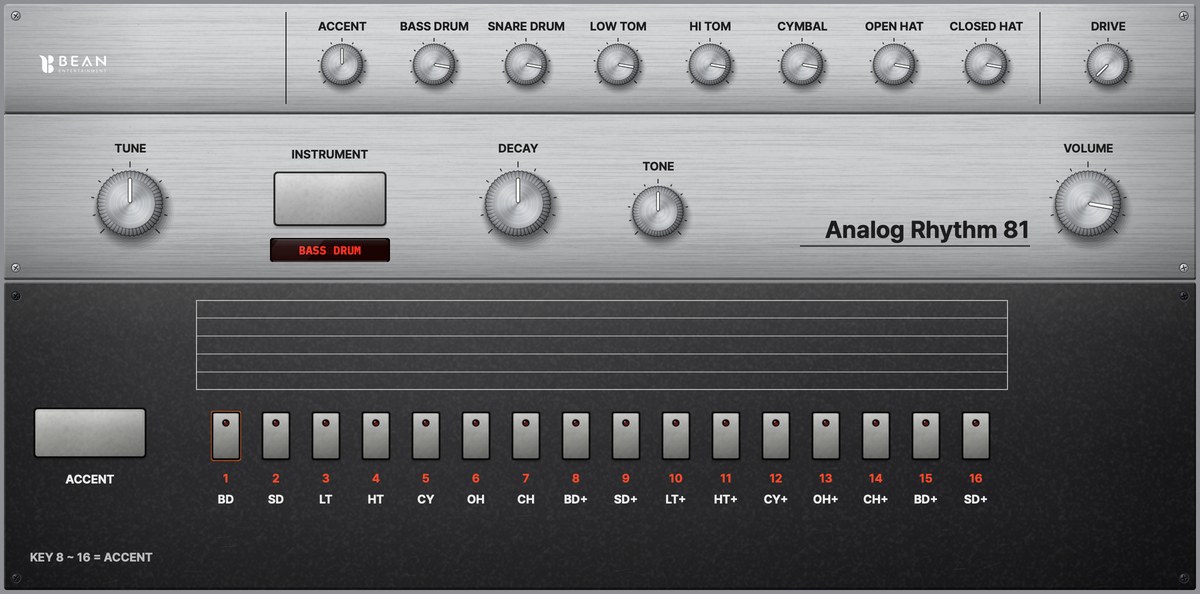 BEAN
ENTERTAINMENT
ACCENT BASS DRUM SNARE DRUM LOW TOM HI TOM CYMBAL OPEN HAT CLOSED HAT DRIVE
TUNE
INSTRUMENT
BASS DRUM
DECAY
TONE
VOLUME
Analog Rhythm 81
ACCENT
1 2 3 4 5 6 7 8 9 10 11 12 13 14 15 16
BD SD LT HT CY OH CH BD+ SD+ LT+ HT+ CY+ OH+ CH+ BD+ SD+
KEY 8 ~ 16 = ACCENT